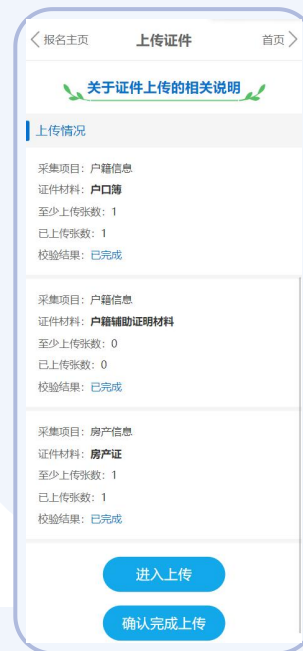 报名主页 上传证件 首页
关于证件上传的相关说明
上传情况
采集项目：户籍信息
证件材料：户口簿
至少上传张数：1
已上传张数：1
校验结果：已完成
采集项目：户籍信息
证件材料：户籍辅助证明材料
至少上传张数：0
已上传张数：0
校验结果：已完成
采集项目：房产信息
证件材料：房产证
至少上传张数：1
已上传张数：1
校验结果：已完成
进入上传
确认完成上传